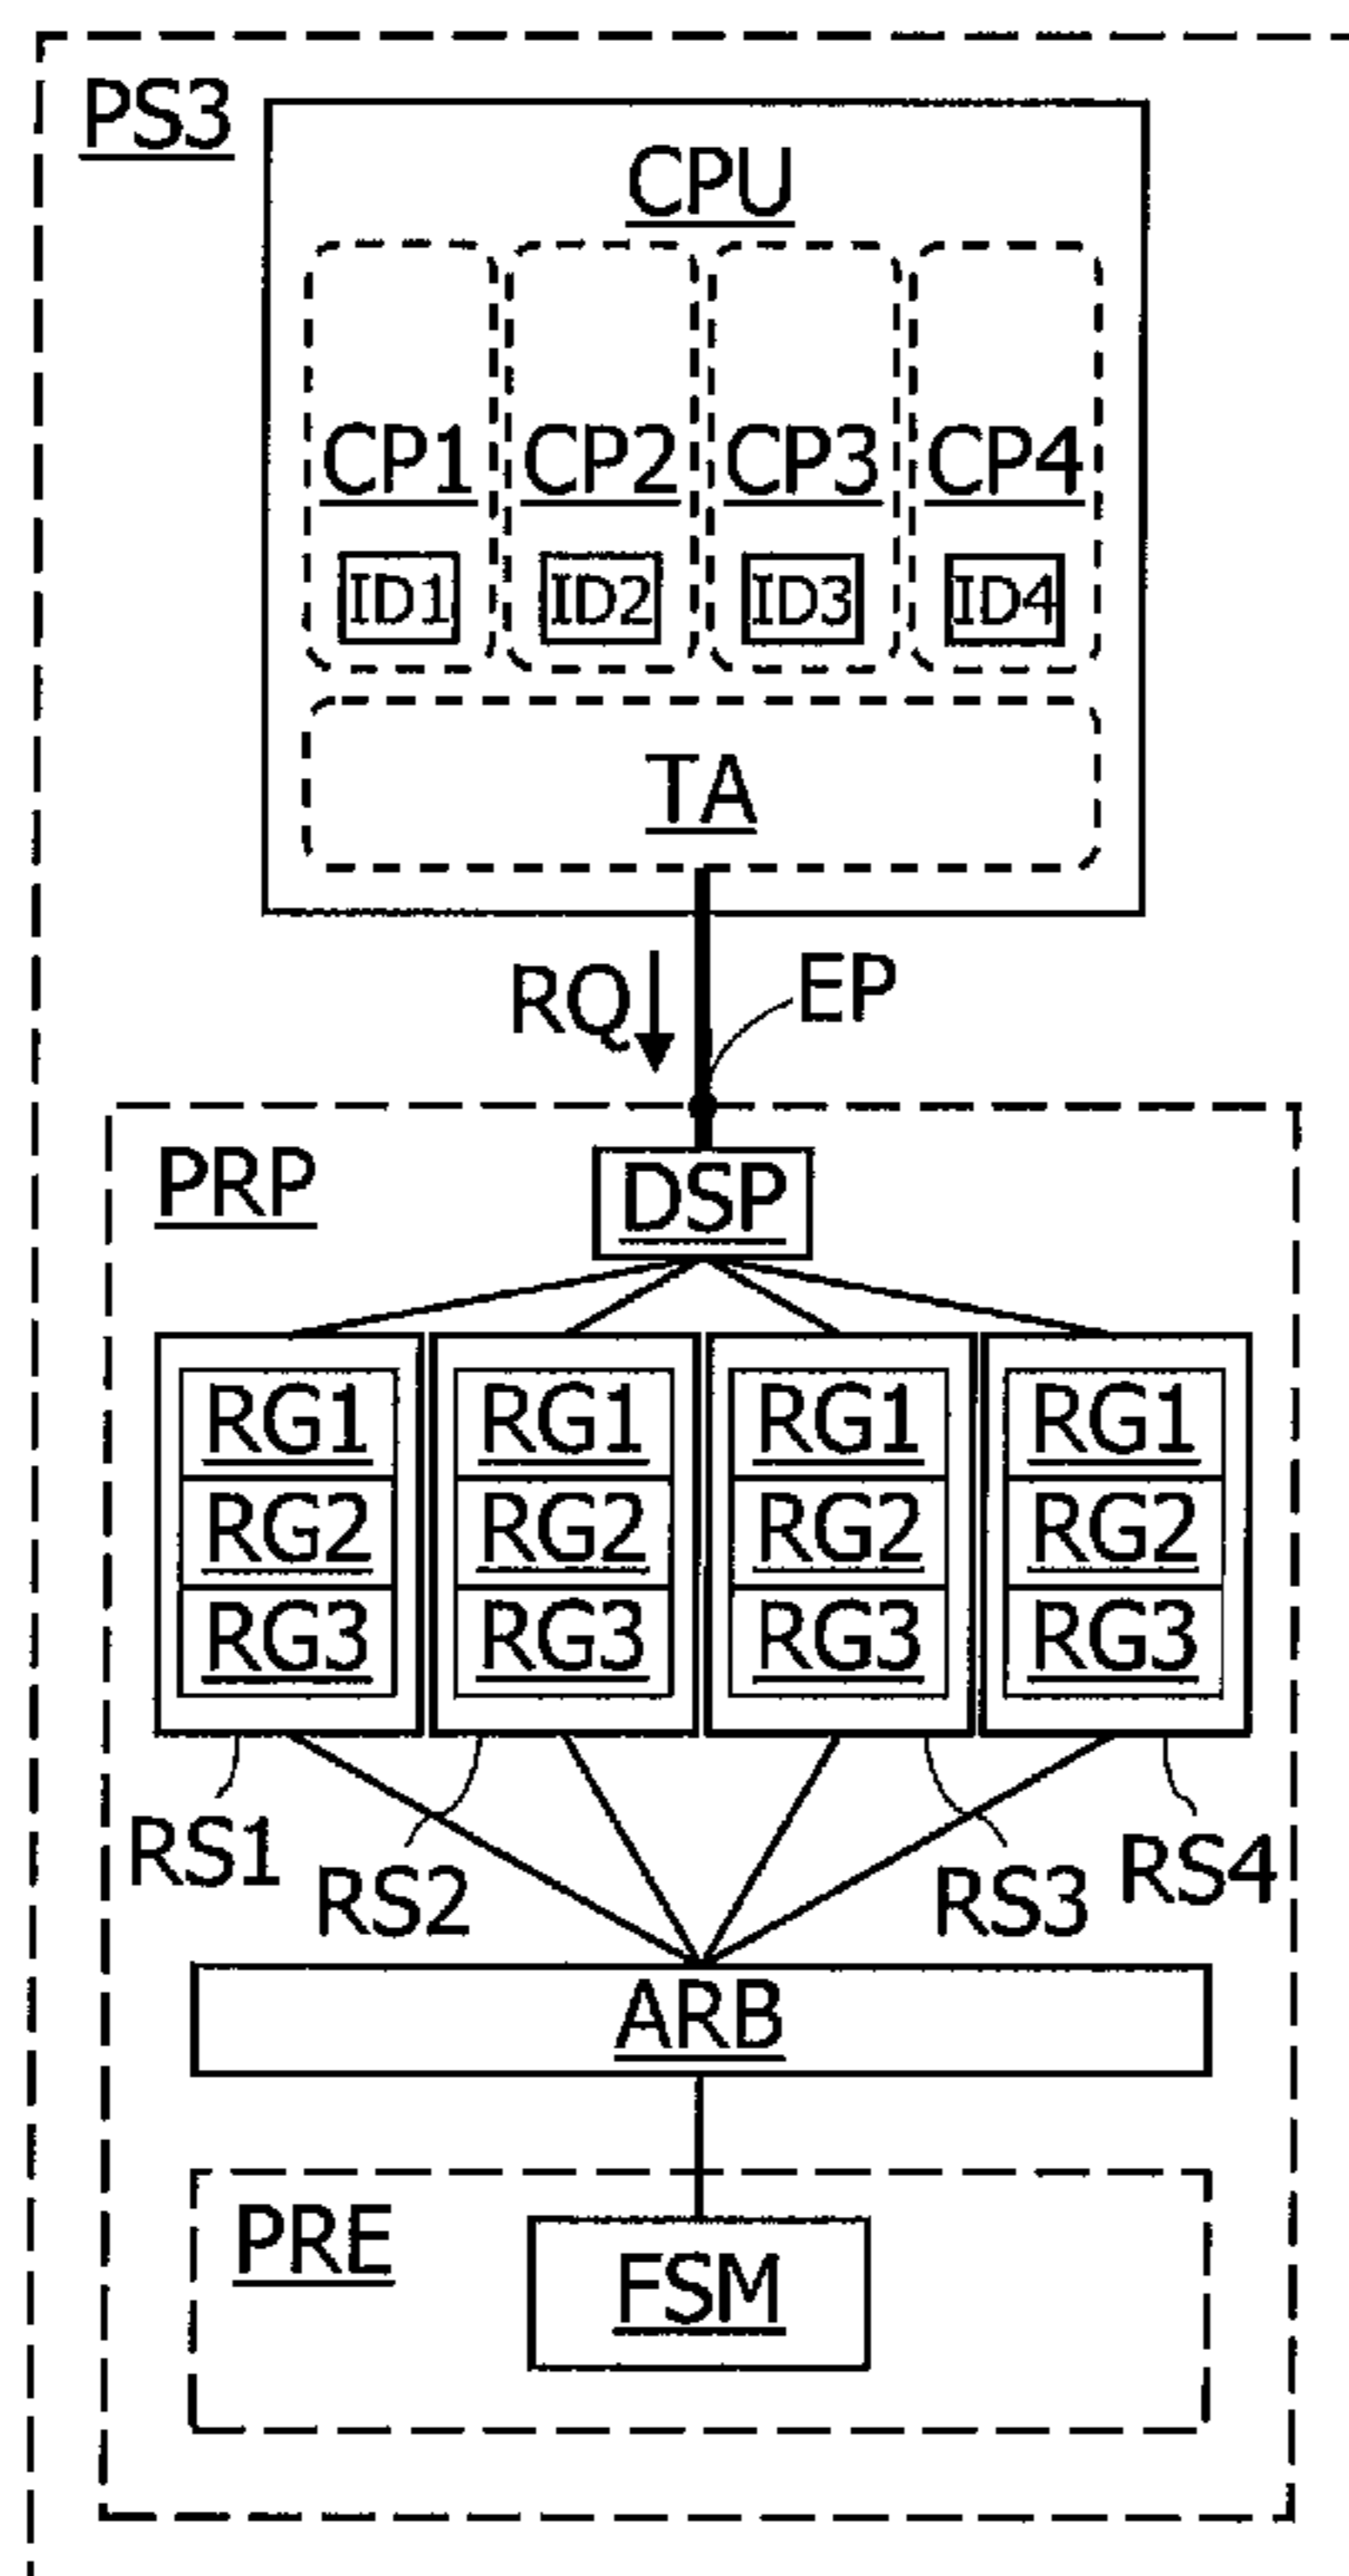 PS3
CPU
CP1 CP2 CP3 CP4
ID1 ID2 ID3 ID4
TA
RQ EP
PRP
DSP
RG1 RG1 RG1 RG1
RG2 RG2 RG2 RG2
RG3 RG3 RG3 RG3
RS1 RS2 RS3 RS4
ARB
PRE
FSM